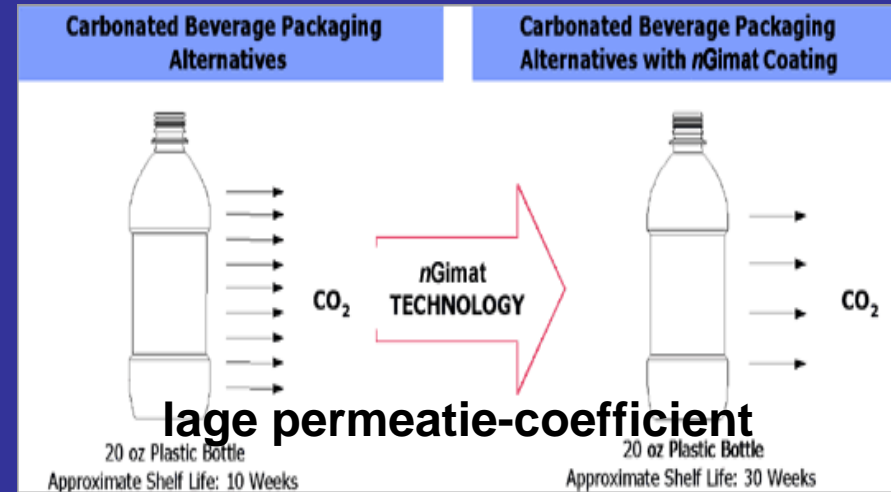 Carbonated Beverage Packaging
Alternatives
Carbonated Beverage Packaging
Alternatives with nGimat Coating
CO2
nGimat
TECHNOLOGY
CO2
lage permeatie-coefficient
20 oz Plastic Bottle
Approximate Shelf Life: 10 Weeks
20 oz Plastic Bottle
Approximate Shelf Life: 30 Weeks